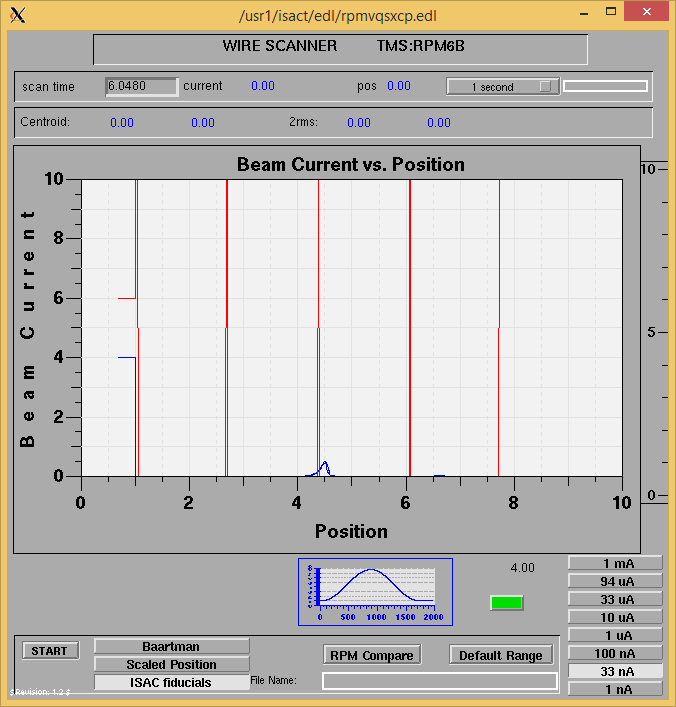 /usr1/isact/edl/rpmvqsxcp.edl
WIRE SCANNER TMS:RPM6B
scan time 6.0480 current 0.00 pos 0.00 1 second
Centroid: 0.00 0.00 2rms: 0.00 0.00
Beam Current vs. Position
10
8
6
4
2
0
Beam Current
0 2 4 6 8 10
Position
10
5
0
8
0 500 1000 1500 2000
4.00
1 mA
94 uA
33 uA
10 uA
1 uA
100 nA
33 nA
1 nA
START
Baartman
Scaled Position
ISAC fiducials
RPM Compare
Default Range
File Name:
$Revision: 1.2 $